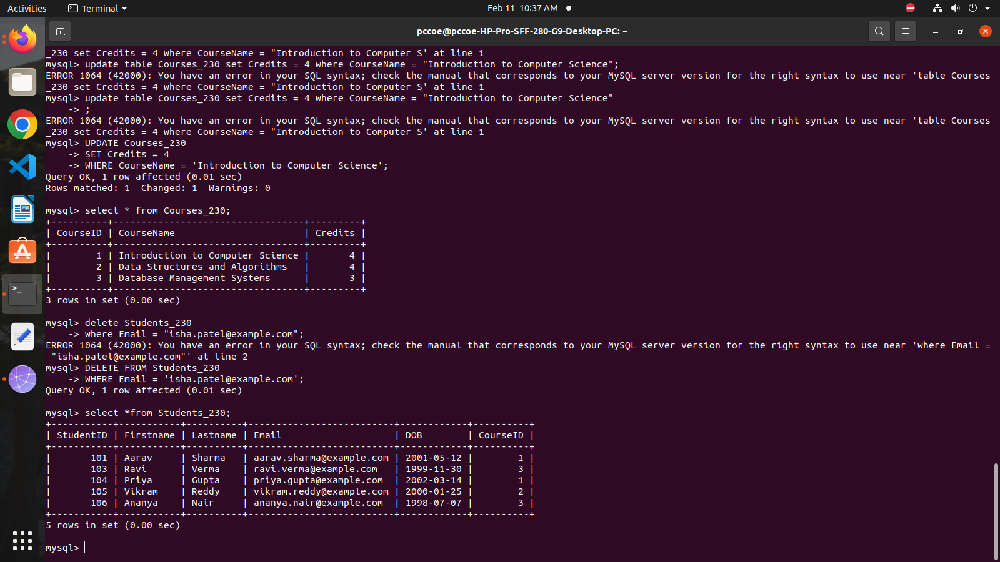 Activities Terminal Feb 11 10:37 AM
pccoe@pccoe-HP-Pro-SFF-280-G9-Desktop-PC: ~
_230 set Credits = 4 where CourseName = "Introduction to Computer S' at line 1
mysql> update table Courses_230 set Credits = 4 where CourseName = "Introduction to Computer Science";
ERROR 1064 (42000): You have an error in your SQL syntax; check the manual that corresponds to your MySQL server version for the right syntax to use near 'table Courses
_230 set Credits = 4 where CourseName = "Introduction to Computer S' at line 1
mysql> update table Courses_230 set Credits = 4 where CourseName = "Introduction to Computer Science"
    -> ;
ERROR 1064 (42000): You have an error in your SQL syntax; check the manual that corresponds to your MySQL server version for the right syntax to use near 'table Courses
_230 set Credits = 4 where CourseName = "Introduction to Computer S' at line 1
mysql> UPDATE Courses_230
    -> SET Credits = 4
    -> WHERE CourseName = 'Introduction to Computer Science';
Query OK, 1 row affected (0.01 sec)
Rows matched: 1  Changed: 1  Warnings: 0
mysql> select * from Courses_230;
+----------+----------------------------------+---------+
| CourseID | CourseName                       | Credits |
+----------+----------------------------------+---------+
|        1 | Introduction to Computer Science |       4 |
|        2 | Data Structures and Algorithms   |       4 |
|        3 | Database Management Systems      |       3 |
+----------+----------------------------------+---------+
3 rows in set (0.00 sec)
mysql> delete Students_230
    -> where Email = "isha.patel@example.com";
ERROR 1064 (42000): You have an error in your SQL syntax; check the manual that corresponds to your MySQL server version for the right syntax to use near 'where Email =
 "isha.patel@example.com"' at line 2
mysql> DELETE FROM Students_230
    -> WHERE Email = 'isha.patel@example.com';
Query OK, 1 row affected (0.01 sec)
mysql> select *from Students_230;
+-----------+-----------+----------+--------------------------+------------+----------+
| StudentID | Firstname | Lastname | Email                    | DOB        | CourseID |
+-----------+-----------+----------+--------------------------+------------+----------+
|       101 | Aarav     | Sharma   | aarav.sharma@example.com | 2001-05-12 |        1 |
|       103 | Ravi      | Verma    | ravi.verma@example.com   | 1999-11-30 |        3 |
|       104 | Priya     | Gupta    | priya.gupta@example.com  | 2002-03-14 |        1 |
|       105 | Vikram    | Reddy    | vikram.reddy@example.com | 2000-01-25 |        2 |
|       106 | Ananya    | Nair     | ananya.nair@example.com  | 1998-07-07 |        3 |
+-----------+-----------+----------+--------------------------+------------+----------+
5 rows in set (0.00 sec)
mysql>